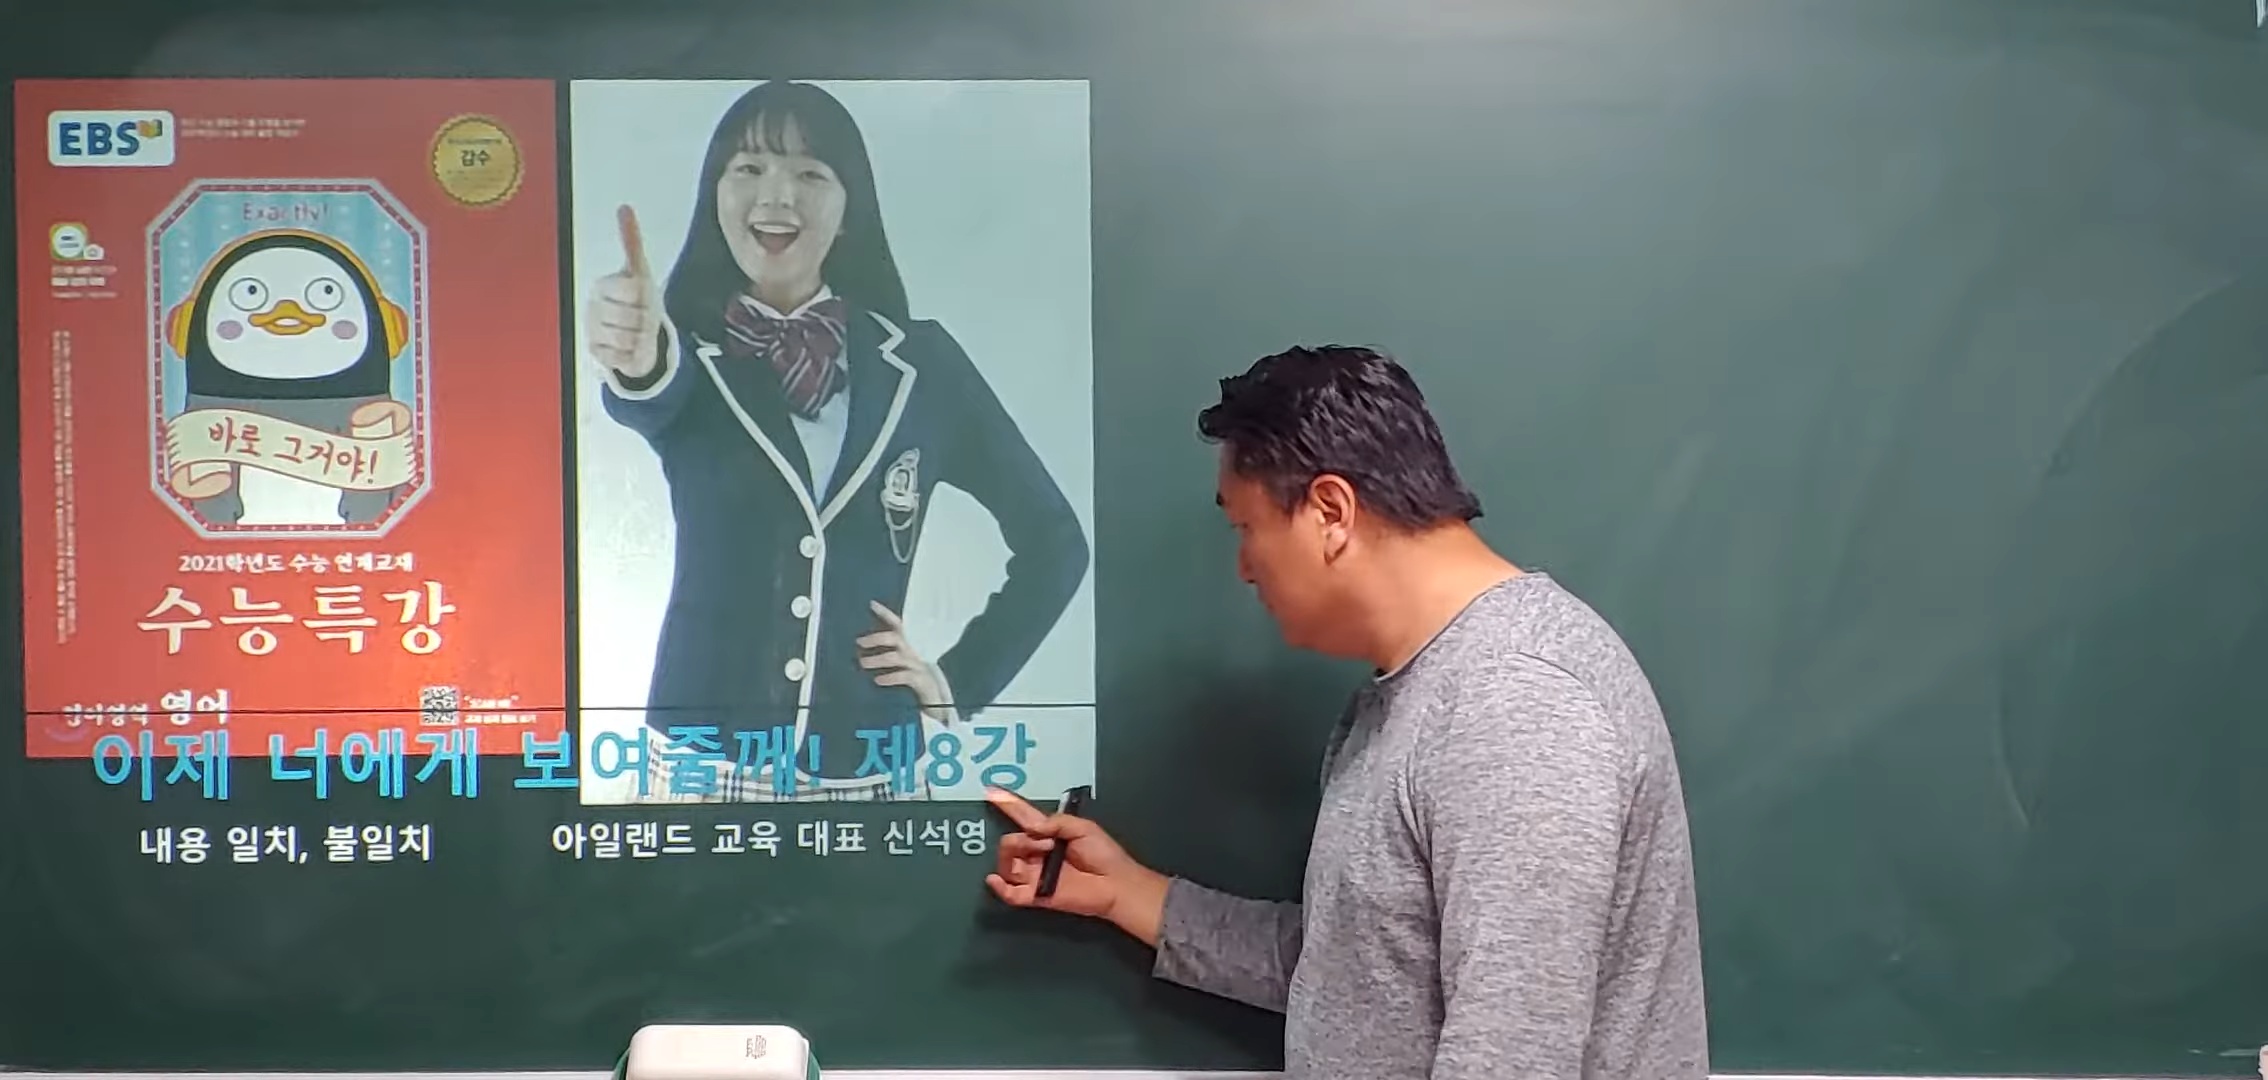 EBS
감수
Exactly!
바로 그거야!
2021학년도 수능 연계교재
수능특강
영어
이제 너에게 보여줄께! 제8강
내용 일치, 불일치
아일랜드 교육 대표 신석영